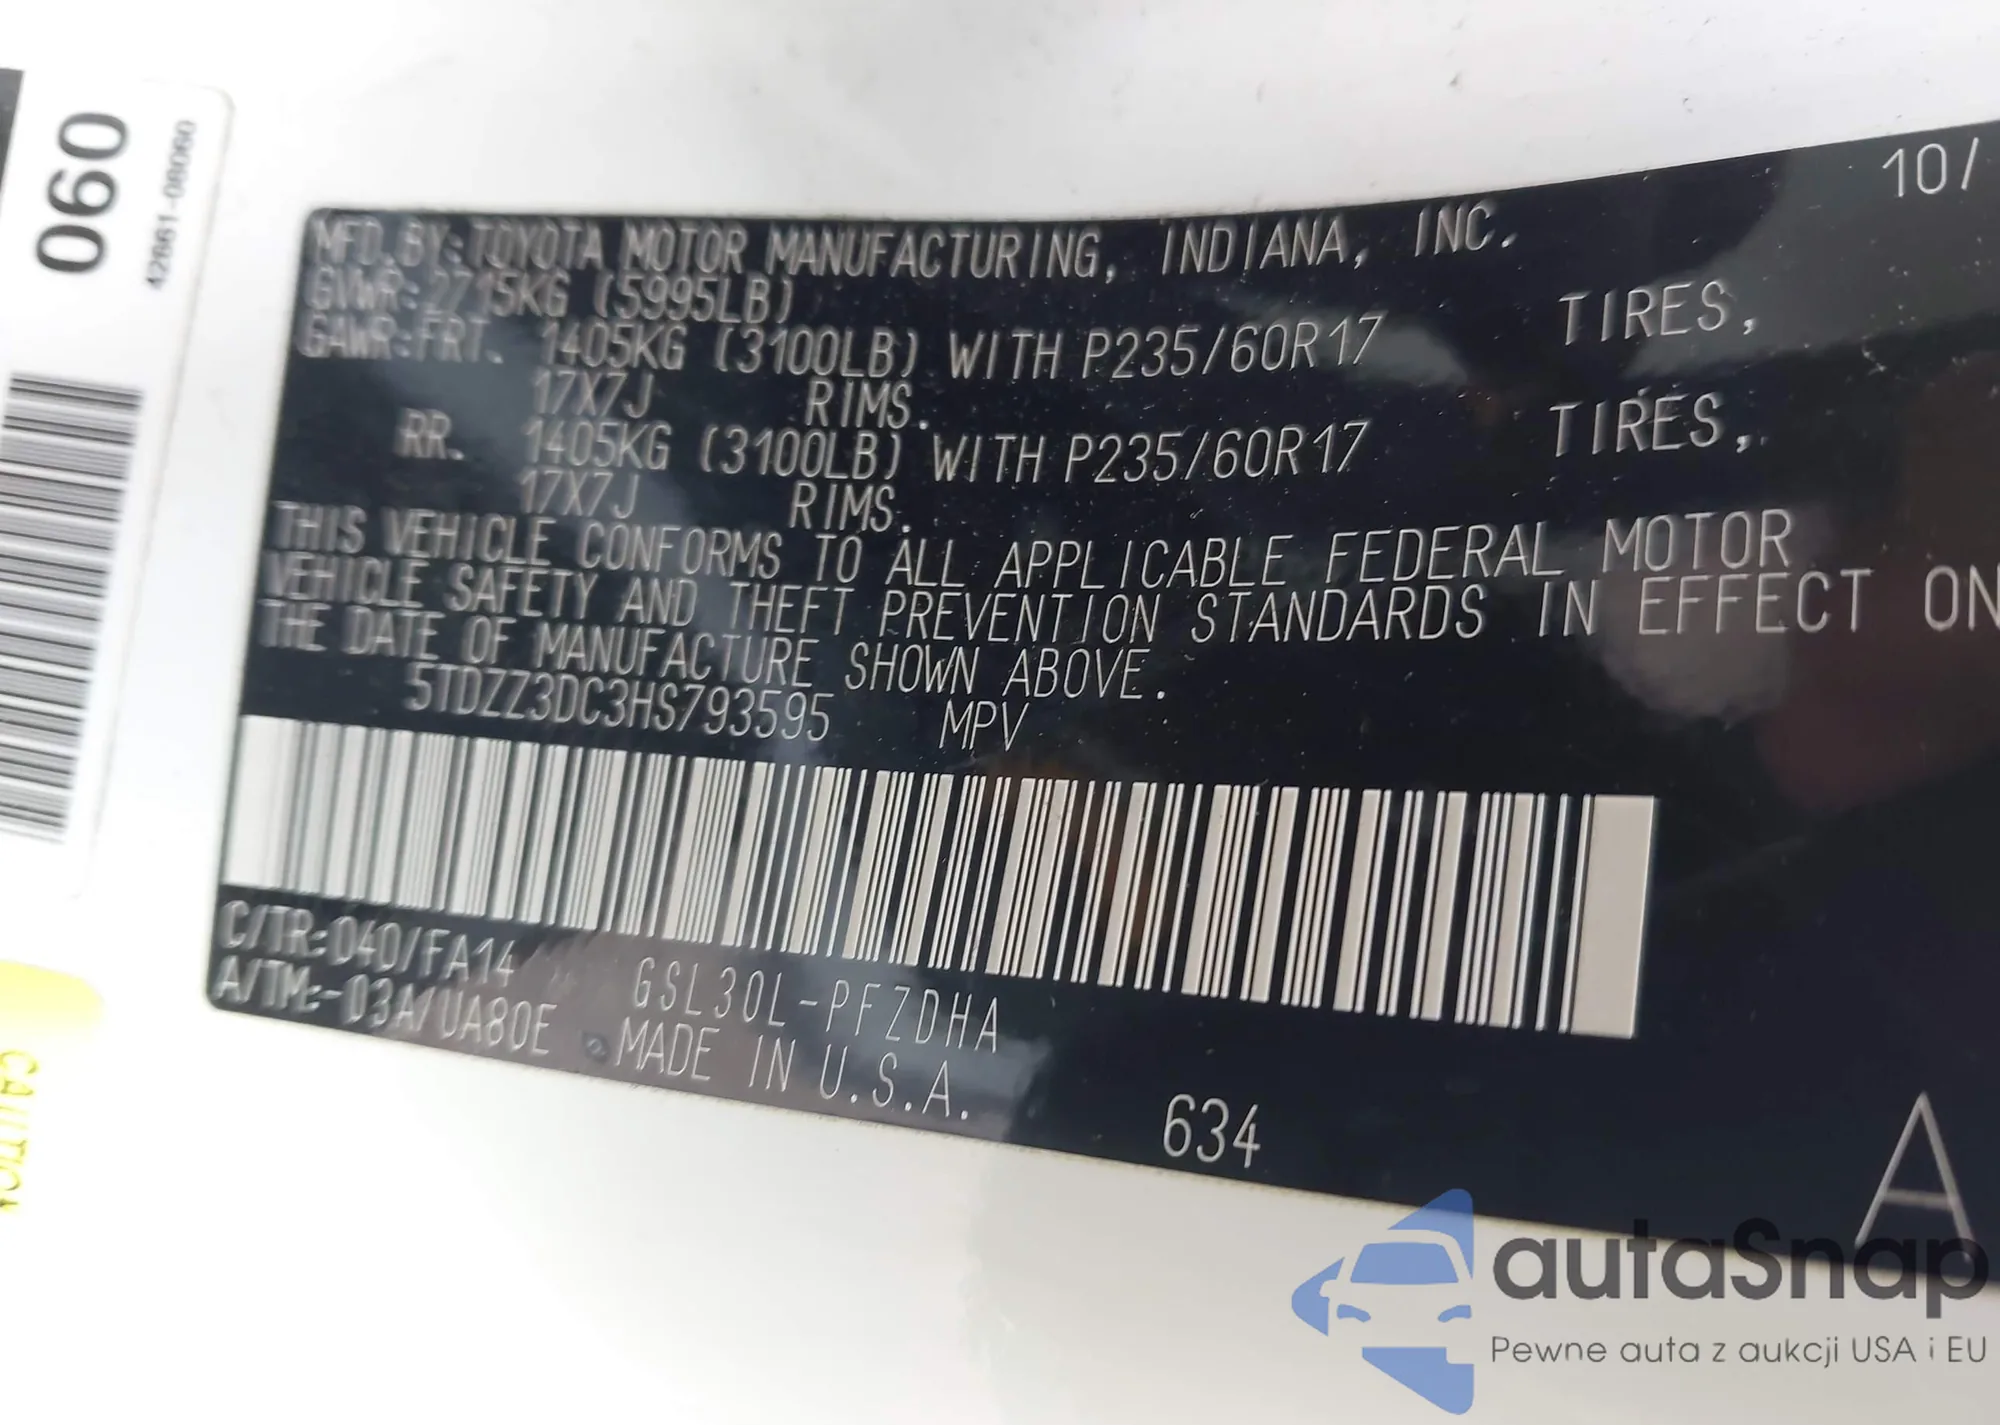 060
42661-08060
10/
MFD.BY:TOYOTA MOTOR MANUFACTURING, INDIANA, INC.
GVWR:2715KG (5995LB)
GAWR:FRT. 1405KG (3100LB) WITH P235/60R17 TIRES,
17X7J RIMS.
RR. 1405KG (3100LB) WITH P235/60R17 TIRES,
17X7J RIMS.
THIS VEHICLE CONFORMS TO ALL APPLICABLE FEDERAL MOTOR
VEHICLE SAFETY AND THEFT PREVENTION STANDARDS IN EFFECT ON
THE DATE OF MANUFACTURE SHOWN ABOVE.
5TDZZ3DC3HS793595 MPV
C/TR:040/FA14 GSL30L-PFZDHA
A/TM:-03A/UA80E MADE IN U.S.A.
634
A
CAUTION
autaSnap
Pewne auta z aukcji USA i EU